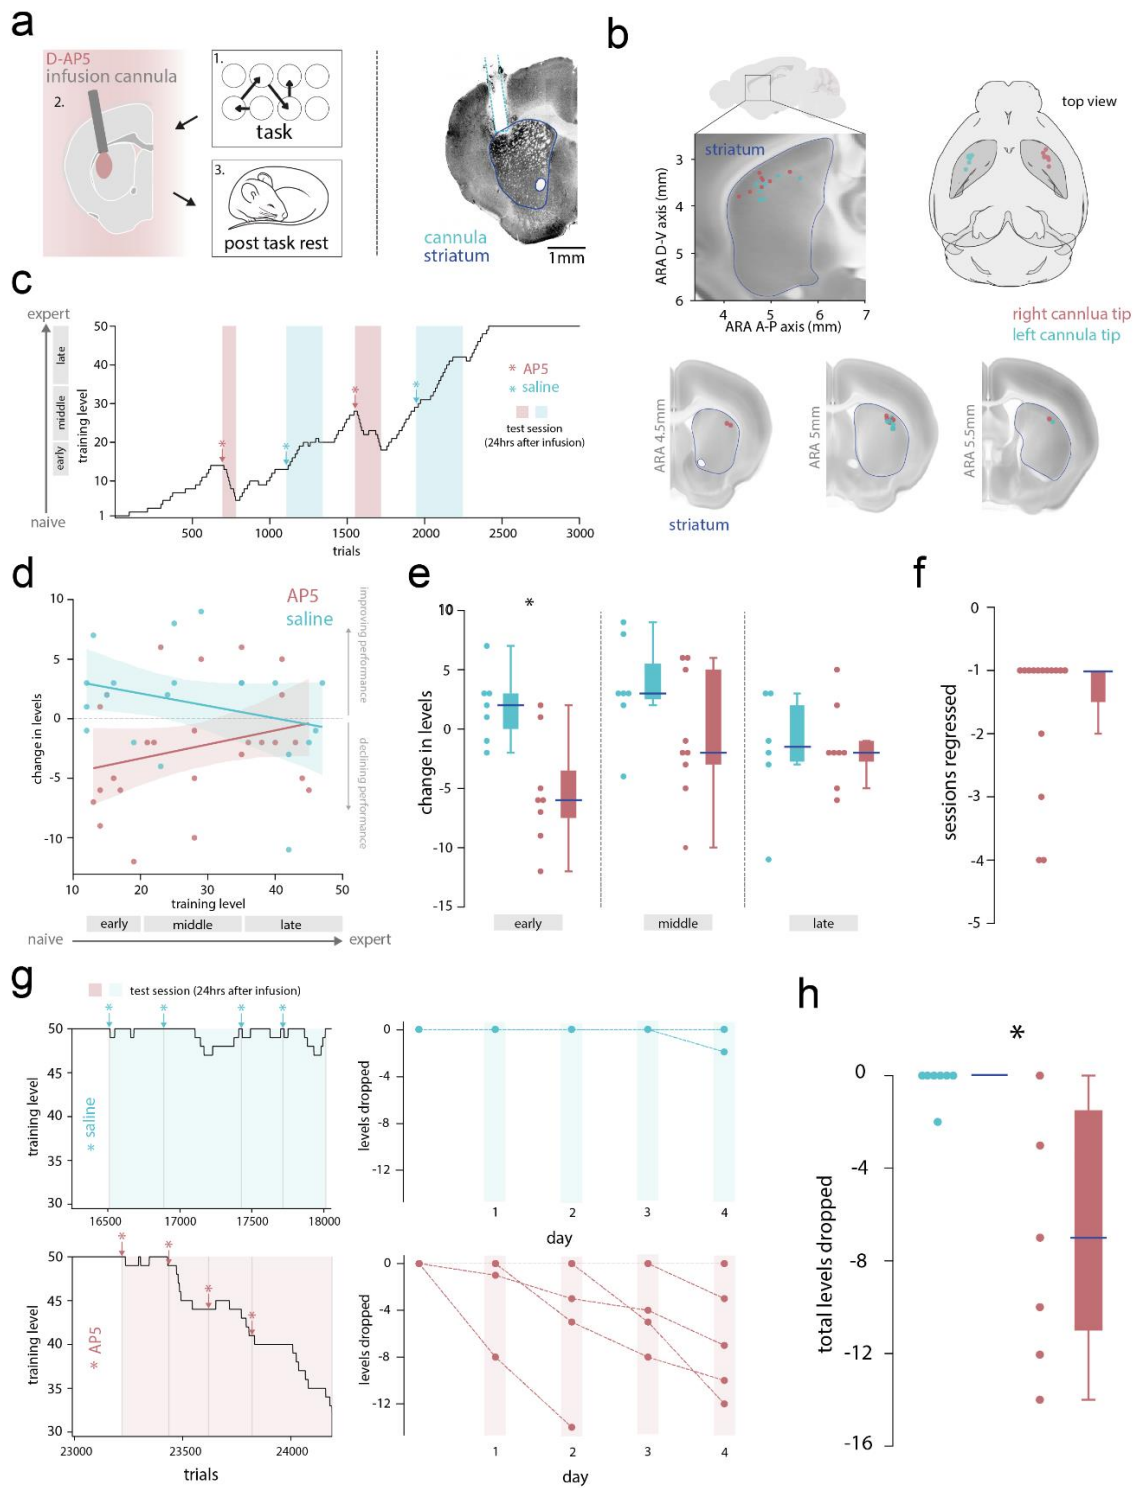 a
D-AP5
infusion cannula
2.
1.
task
3.
post task rest
cannula
striatum
1mm
b
top view
striatum
3
4
5
6
ARA D-V axis (mm)
4
5
6
7
ARA A-P axis (mm)
right cannlua tip
left cannula tip
ARA 4.5mm
ARA 5mm
ARA 5.5mm
striatum
c
expert
late
middle
early
naive
training level
50
40
30
20
10
1
* AP5
* saline
test session
(24hrs after infusion)
500
1000
1500
2000
2500
3000
trials
d
AP5
saline
change in levels
10
5
0
-5
-10
improving performance
declining performance
10
20
30
40
50
training level
early
middle
late
naive
expert
e
*
change in levels
10
5
0
-5
-10
-15
early
middle
late
f
sessions regressed
0
-1
-2
-3
-4
-5
g
test session (24hrs after infusion)
training level
* saline
50
45
40
35
30
16500
17000
17500
18000
levels dropped
0
-4
-8
-12
1
2
3
4
day
training level
* AP5
50
45
40
35
30
23000
23500
24000
trials
levels dropped
0
-4
-8
-12
1
2
3
4
day
h
*
total levels dropped
0
-4
-8
-12
-16